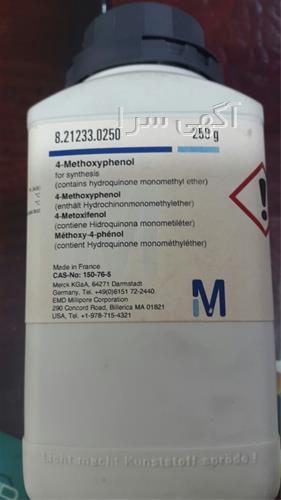 آگهی سرا
8.21233.0250 250 g
4-Methoxyphenol
for synthesis
(contains hydroquinone monomethyl ether)
4-Methoxyphenol
(enthält Hydrochinonmonomethylether)
4-Metoxifenol
(contiene Hidroquinona monometiléter)
Méthoxy-4-phénol
(contient Hydroquinone monométhyléther)
Made in France
CAS-No: 150-76-5
Merck KGaA, 64271 Darmstadt
Germany, Tel. +49(0)6151 72-2440
EMD Millipore Corporation
290 Concord Road, Billerica MA 01821
USA, Tel. +1-978-715-4321
M
Licht macht Kunststoff spröde!